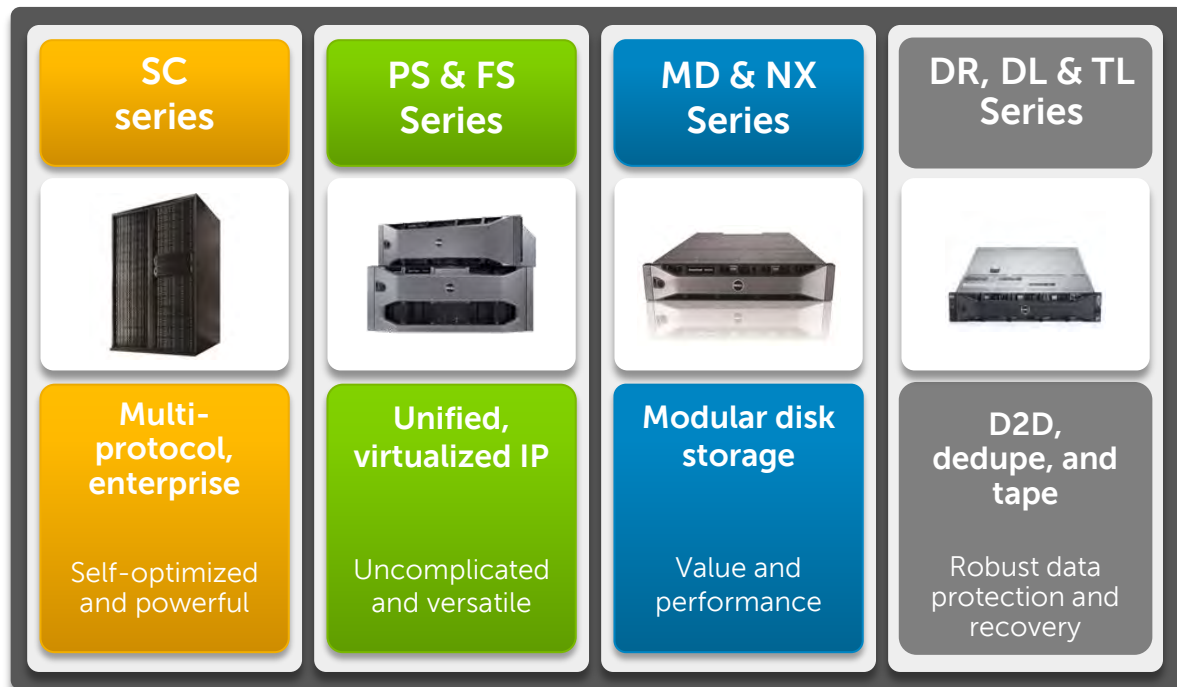 SC
series
PS & FS
Series
MD & NX
Series
DR, DL & TL
Series
Multi-
protocol,
enterprise
Self-optimized
and powerful
Unified,
virtualized IP
Uncomplicated
and versatile
Modular disk
storage
Value and
performance
D2D,
dedupe, and
tape
Robust data
protection and
recovery